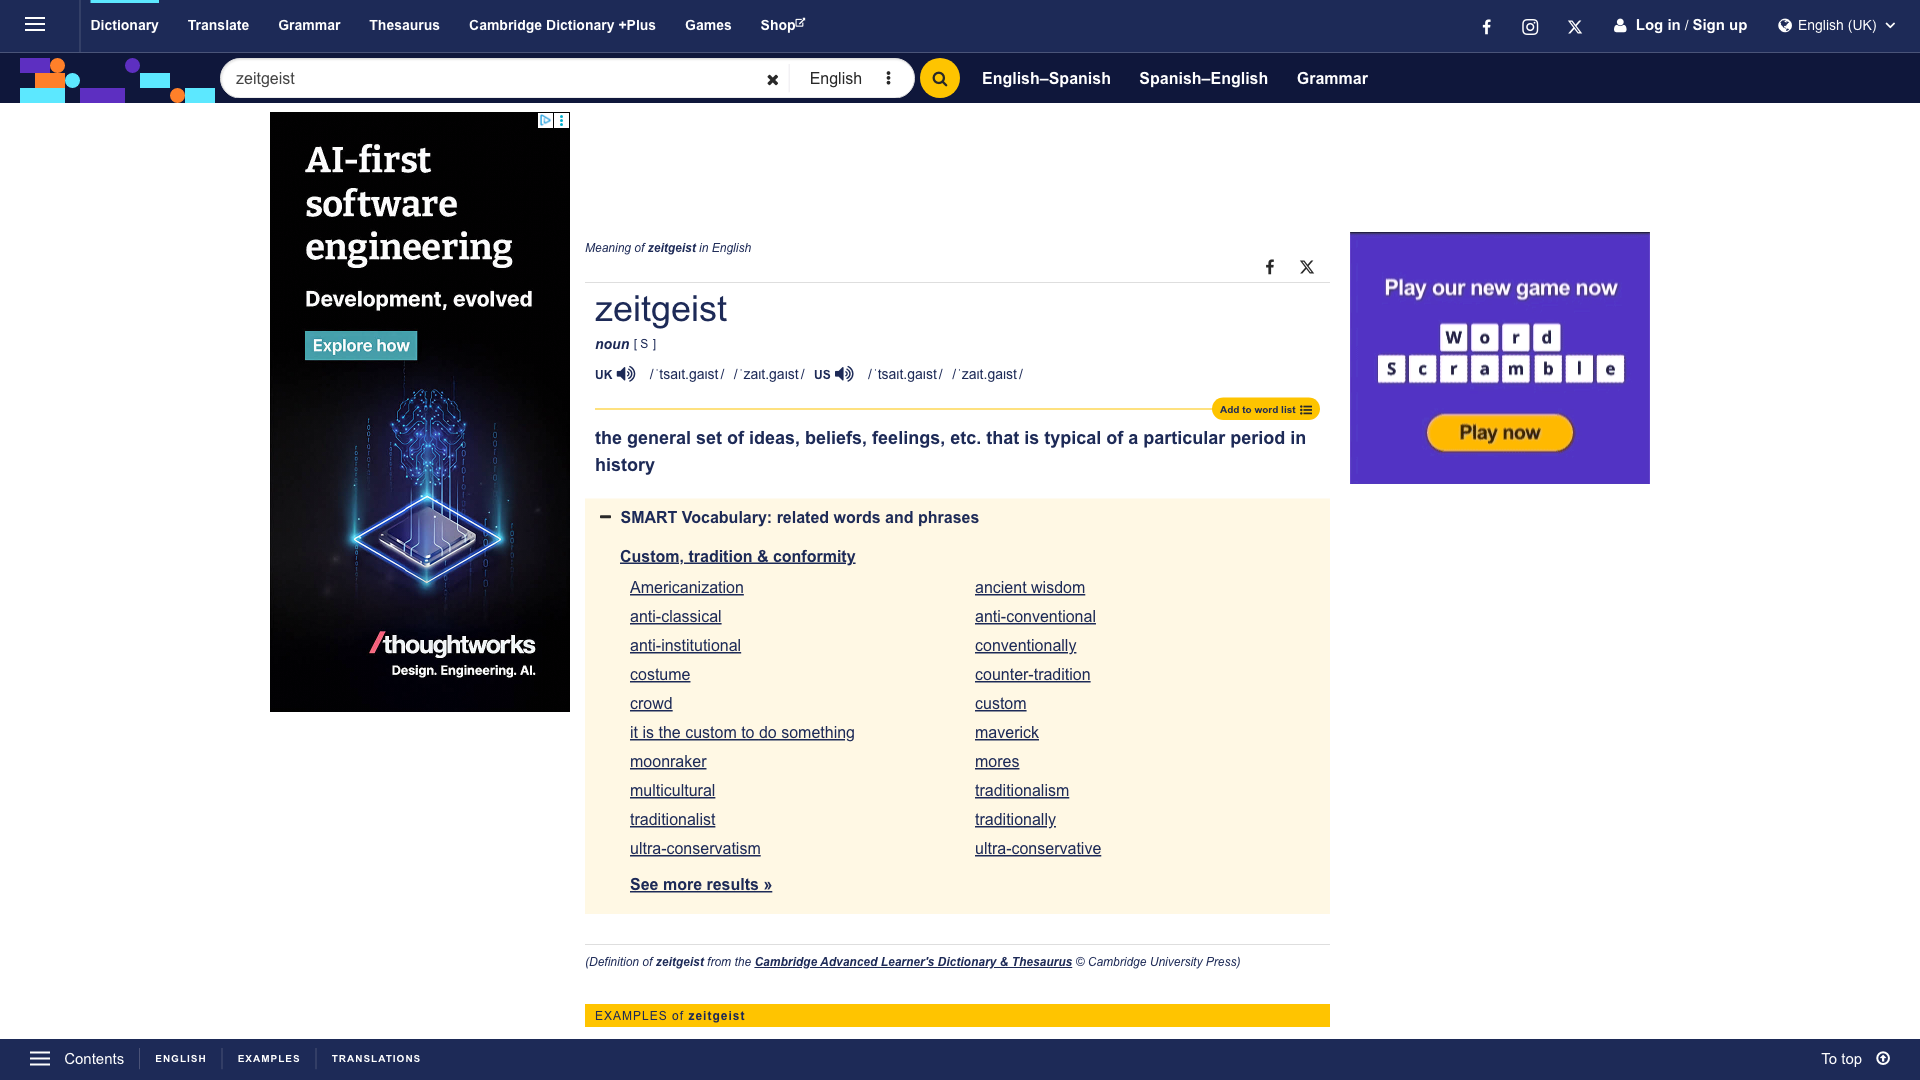 Dictionary Translate Grammar Thesaurus Cambridge Dictionary +Plus Games Shop Log in / Sign up English (UK)
zeitgeist English English–Spanish Spanish–English Grammar
AI-first
software
engineering
Development, evolved
Explore how
/thoughtworks
Design. Engineering. AI.
Meaning of zeitgeist in English
zeitgeist
noun [ S ]
UK /ˈtsaɪt.ɡaɪst/ /ˈzaɪt.ɡaɪst/ US /ˈtsaɪt.ɡaɪst/ /ˈzaɪt.ɡaɪst/
Add to word list
the general set of ideas, beliefs, feelings, etc. that is typical of a particular period in
history
SMART Vocabulary: related words and phrases
Custom, tradition & conformity
Americanization ancient wisdom
anti-classical anti-conventional
anti-institutional conventionally
costume counter-tradition
crowd custom
it is the custom to do something maverick
moonraker mores
multicultural traditionalism
traditionalist traditionally
ultra-conservatism ultra-conservative
See more results »
(Definition of zeitgeist from the Cambridge Advanced Learner's Dictionary & Thesaurus © Cambridge University Press)
EXAMPLES of zeitgeist
Play our new game now
Word
Scramble
Play now
Contents ENGLISH EXAMPLES TRANSLATIONS To top